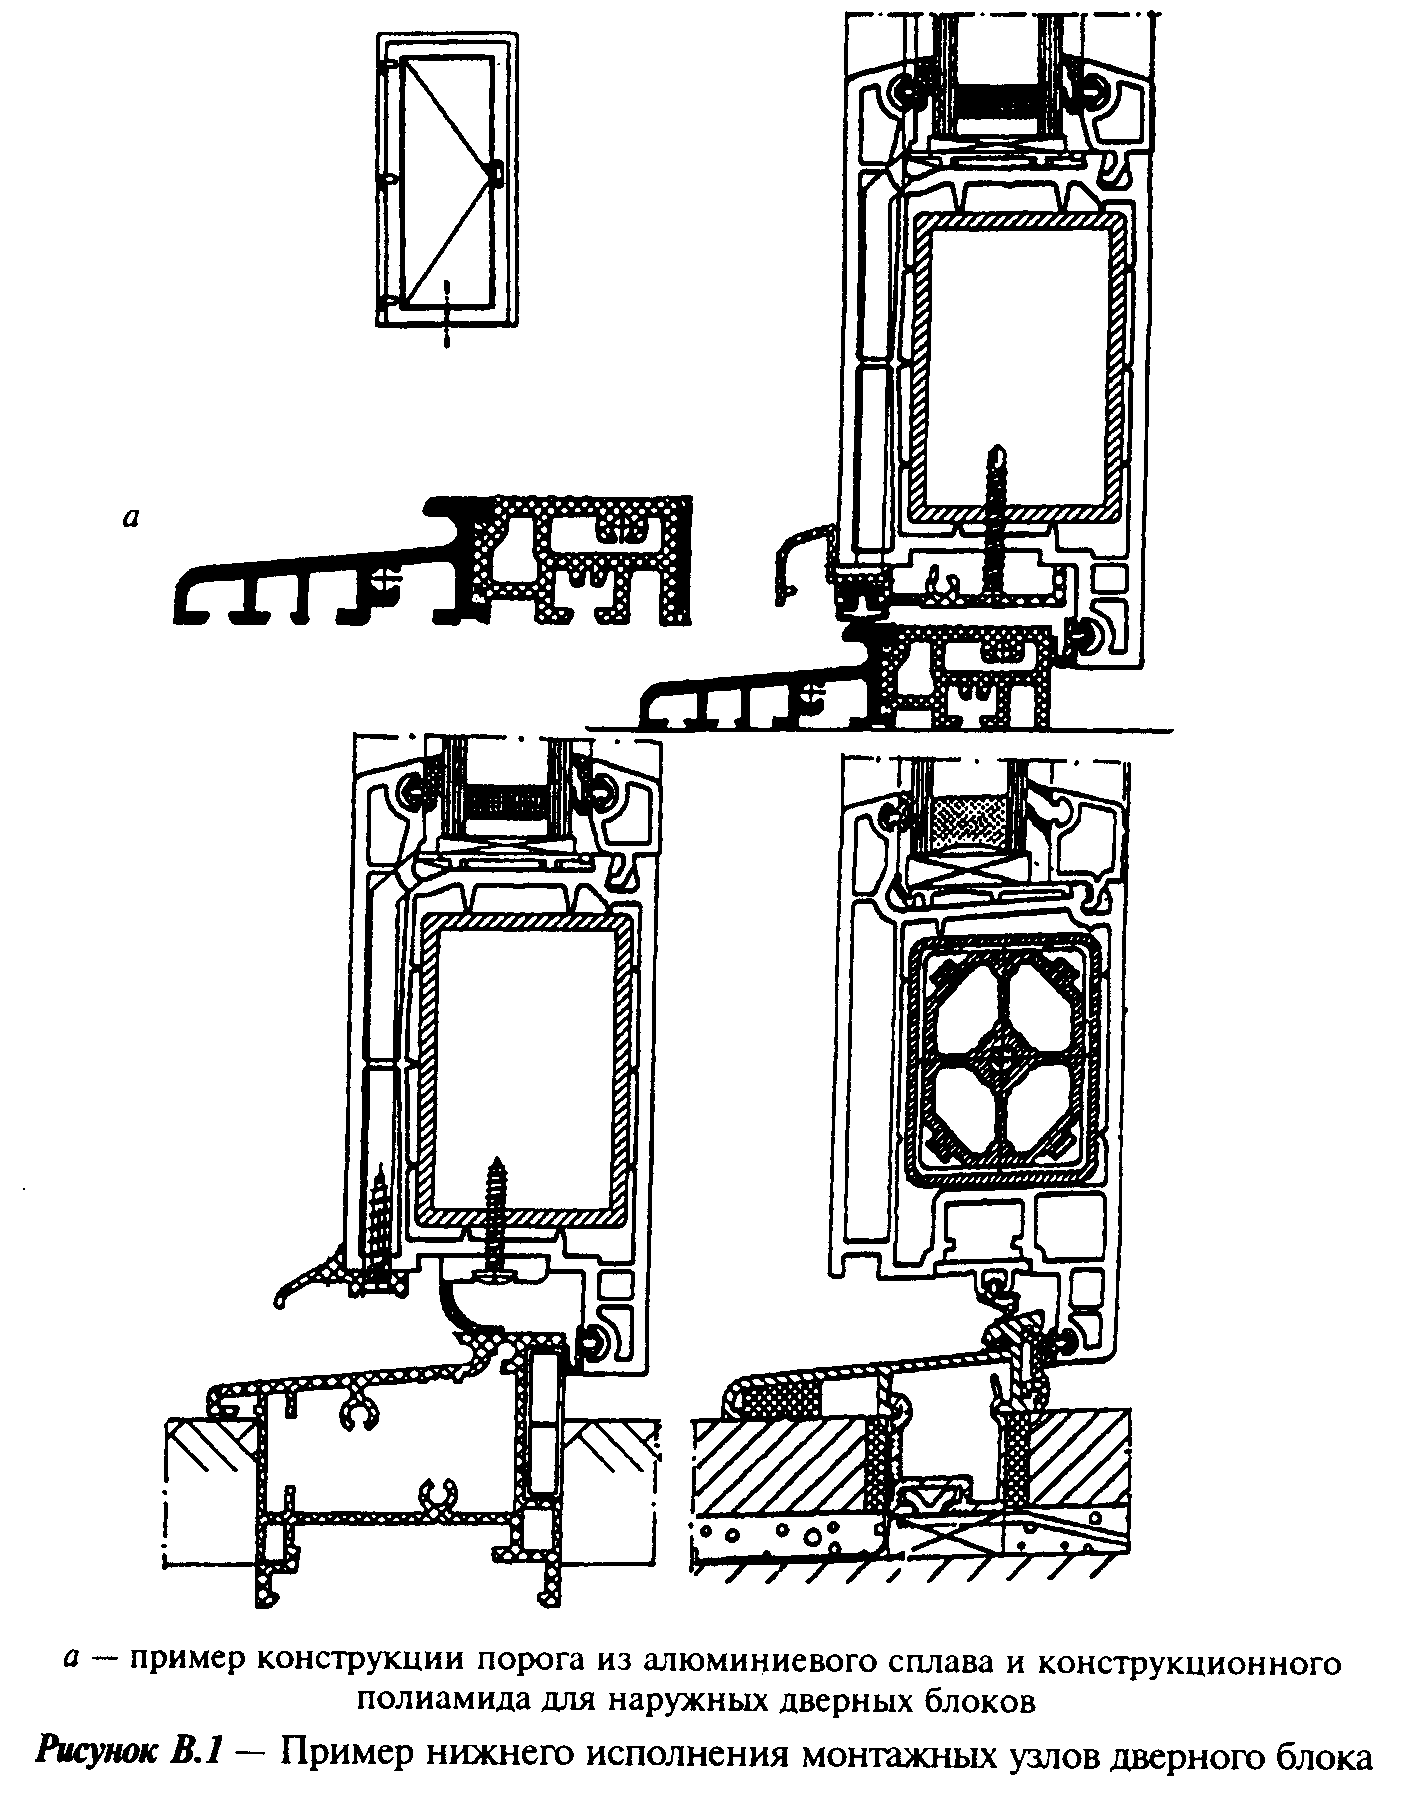 а
а — пример конструкции порога из алюминиевого сплава и конструкционного
полиамида для наружных дверных блоков
Рисунок В.1 — Пример нижнего исполнения монтажных узлов дверного блока